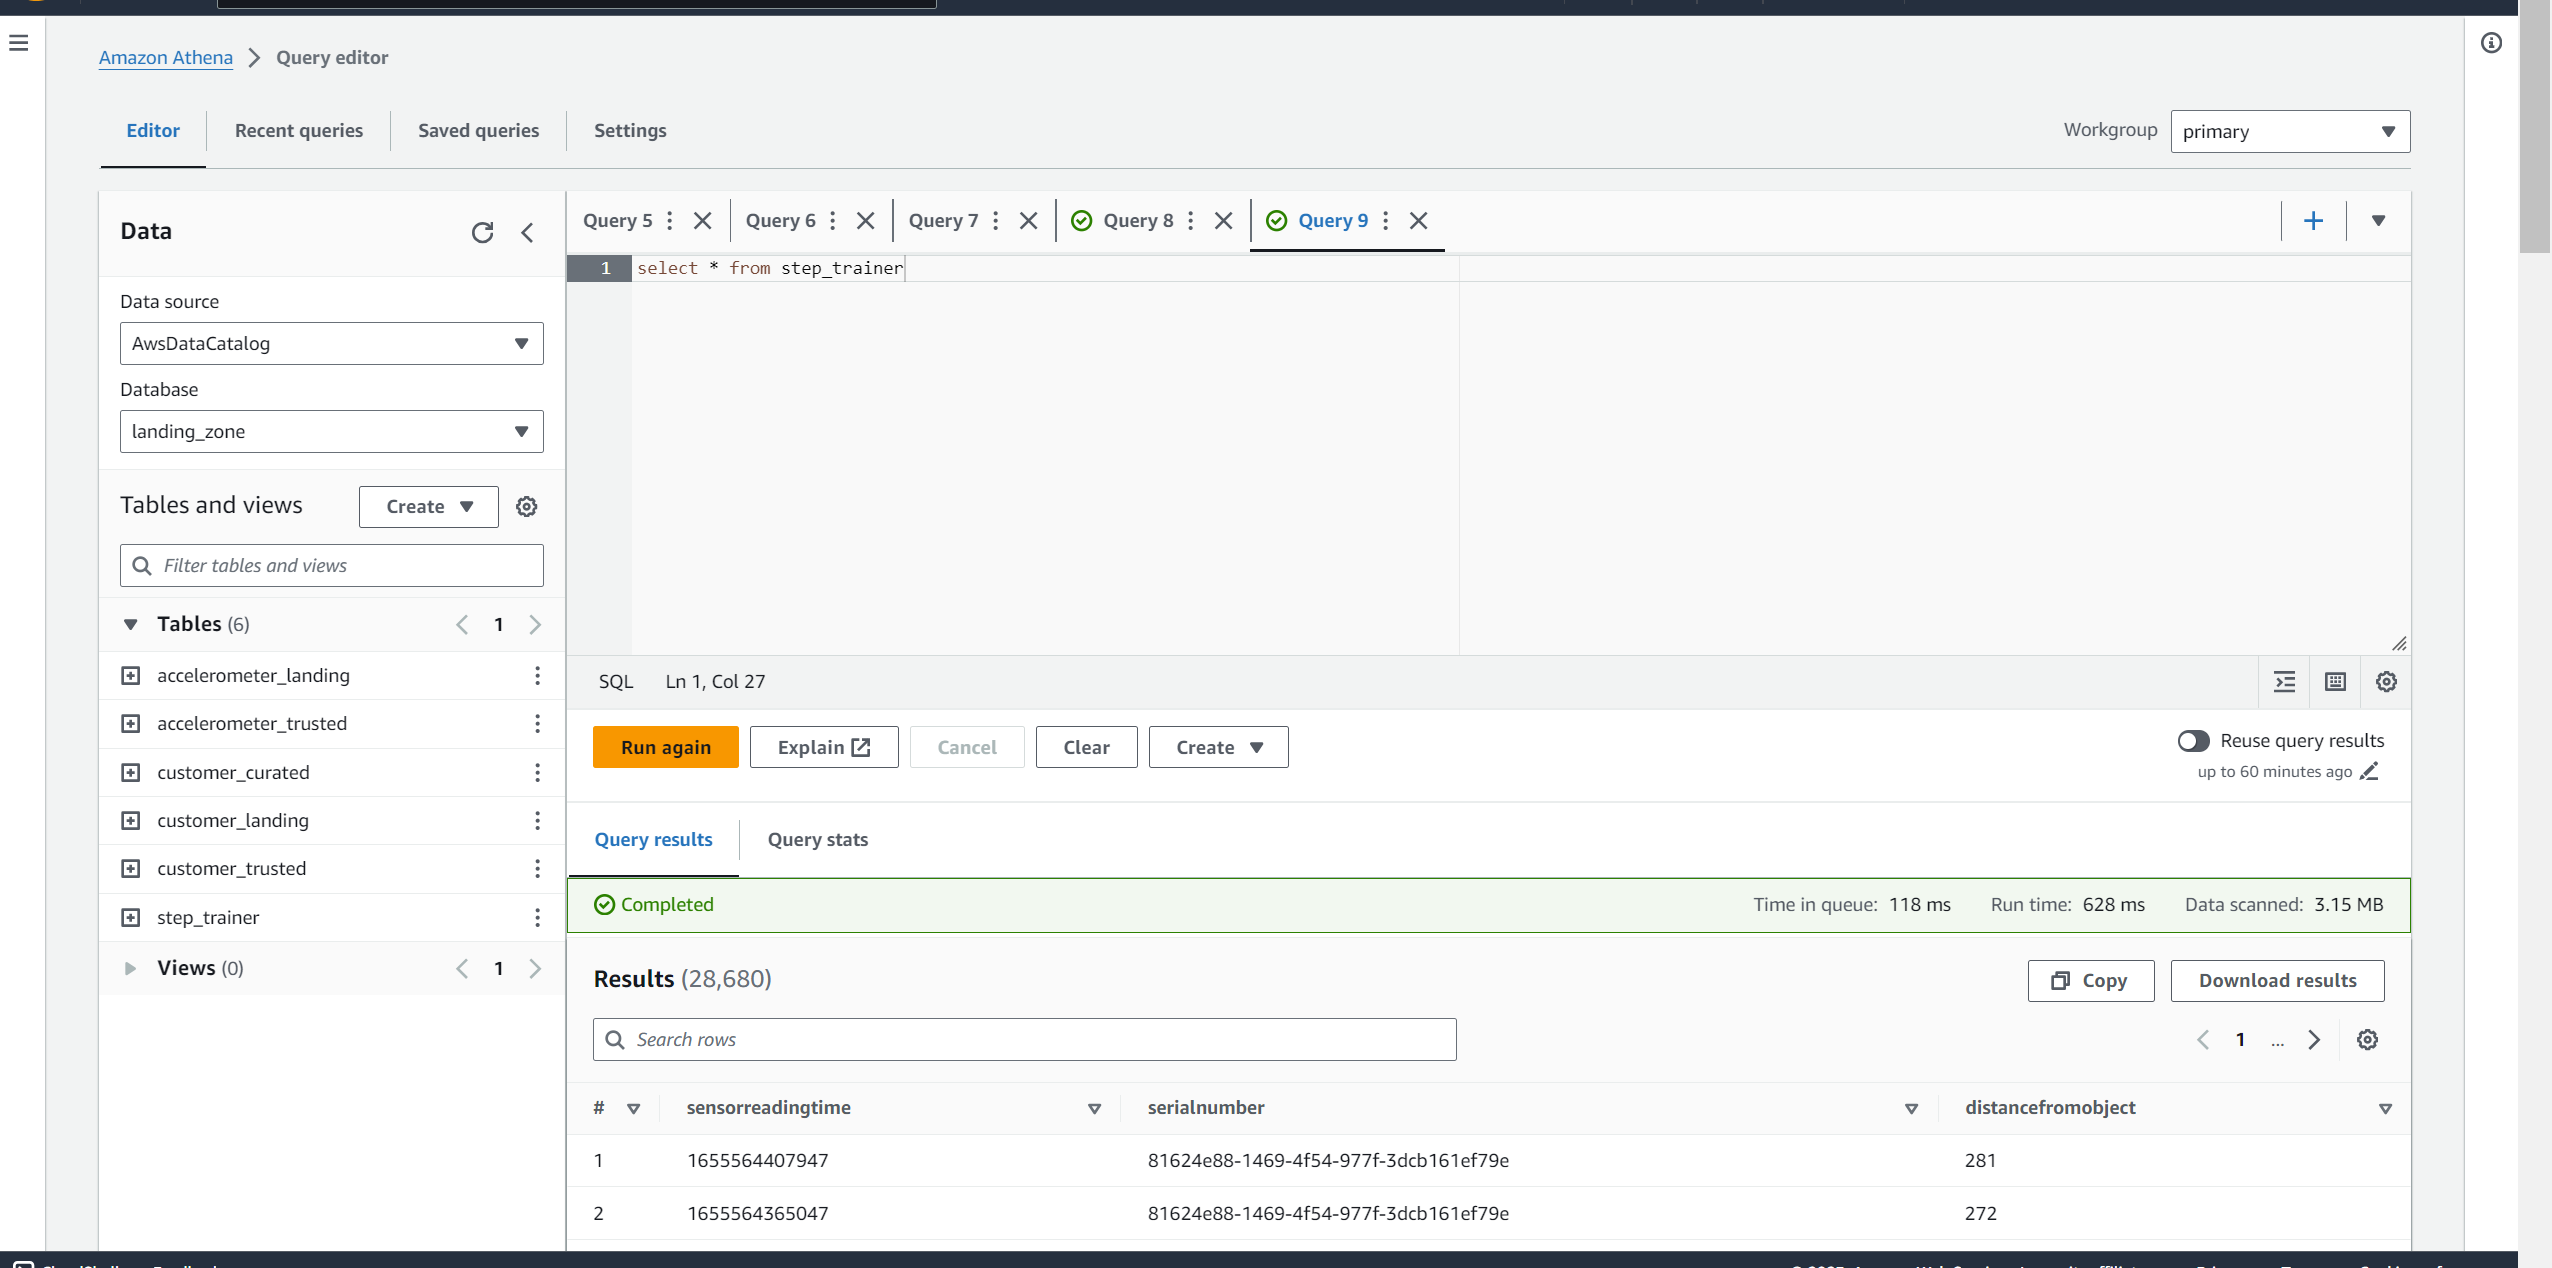 Amazon Athena
Query editor
Editor
Recent queries
Saved queries
Settings
Workgroup
primary
Data
Data source
AwsDataCatalog
Database
landing_zone
Tables and views
Create
Filter tables and views
Tables (6)
1
accelerometer_landing
accelerometer_trusted
customer_curated
customer_landing
customer_trusted
step_trainer
Views (0)
1
Query 5
Query 6
Query 7
Query 8
Query 9
1 select * from step_trainer
SQL Ln 1, Col 27
Run again
Explain
Cancel
Clear
Create
Reuse query results
up to 60 minutes ago
Query results
Query stats
Completed
Time in queue: 118 ms
Run time: 628 ms
Data scanned: 3.15 MB
Results (28,680)
Copy
Download results
Search rows
1 ...
# sensorreadingtime serialnumber distancefromobject
1 1655564407947 81624e88-1469-4f54-977f-3dcb161ef79e 281
2 1655564365047 81624e88-1469-4f54-977f-3dcb161ef79e 272